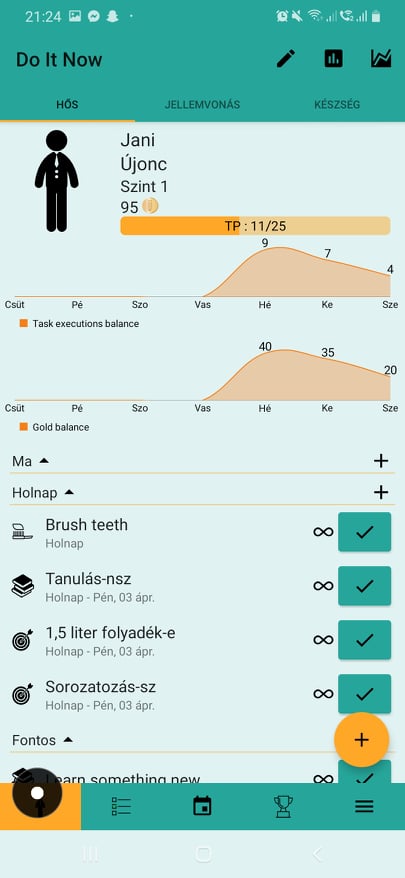 21:24
Do It Now
HŐS JELLEMVONÁS KÉSZSÉG
Jani
Újonc
Szint 1
95
TP : 11/25
9
7
4
Csüt Pé Szo Vas Hé Ke Sze
Task executions balance
40
35
20
Csüt Pé Szo Vas Hé Ke Sze
Gold balance
Ma
Holnap
Brush teeth
Holnap
Tanulás-nsz
Holnap - Pén, 03 ápr.
1,5 liter folyadék-e
Holnap - Pén, 03 ápr.
Sorozatozás-sz
Holnap - Pén, 03 ápr.
Fontos
Learn something new